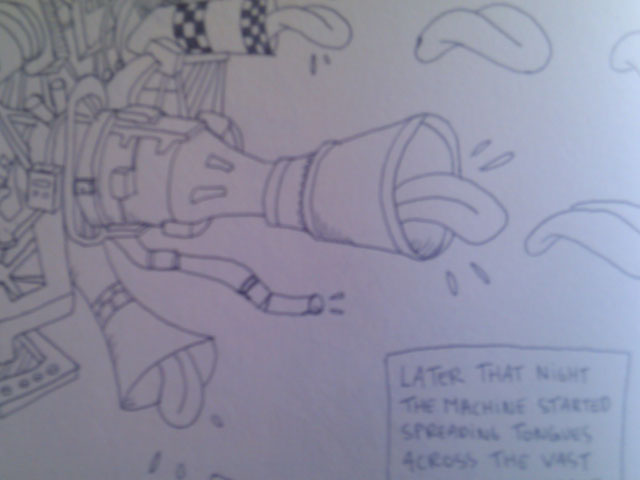 LATER THAT NIGHT
THE MACHINE STARTED
SPREADING TONGUES
ACROSS THE VAST